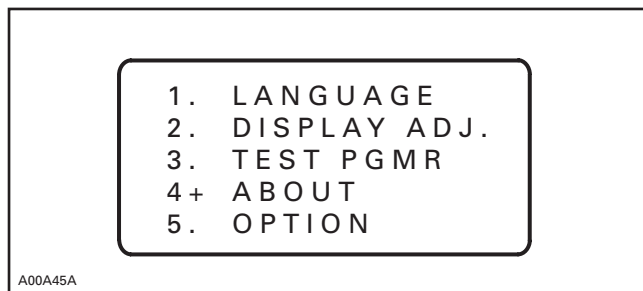 1. LANGUAGE
2. DISPLAY ADJ.
3. TEST PGMR
4+ ABOUT
5. OPTION
A00A45A